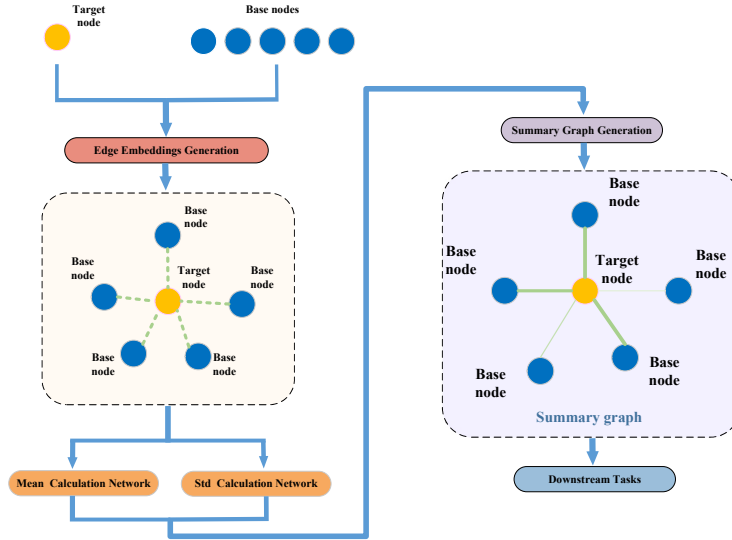 Target
node
Base nodes
Edge Embeddings Generation
Base
node
Base
node
Target
node
Base
node
Base
node
Base
node
Mean Calculation Network
Std Calculation Network
Summary Graph Generation
Base
node
Base
node
Target
node
Base
node
Base
node
Base
node
Summary graph
Downstream Tasks